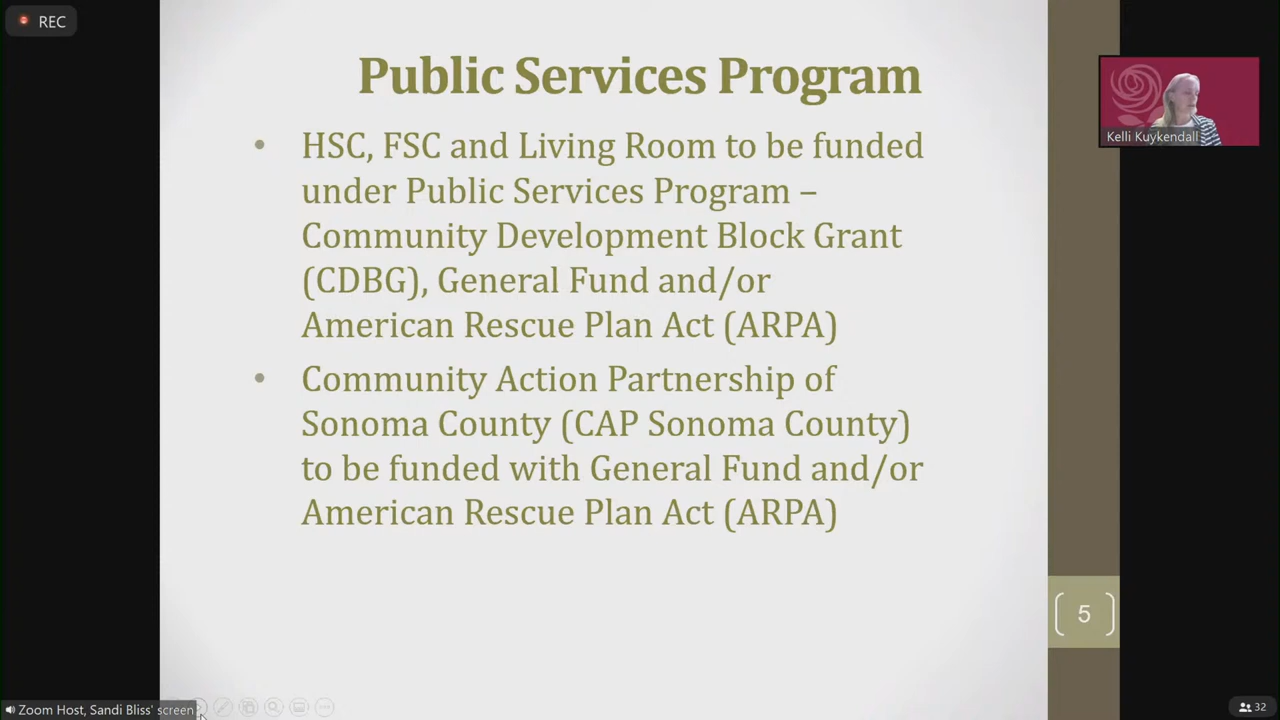 REC
Public Services Program
• HSC, FSC and Living Room to be funded
under Public Services Program –
Community Development Block Grant
(CDBG), General Fund and/or
American Rescue Plan Act (ARPA)
• Community Action Partnership of
Sonoma County (CAP Sonoma County)
to be funded with General Fund and/or
American Rescue Plan Act (ARPA)
Kelli Kuykendall
5
Zoom Host, Sandi Bliss' screen
32